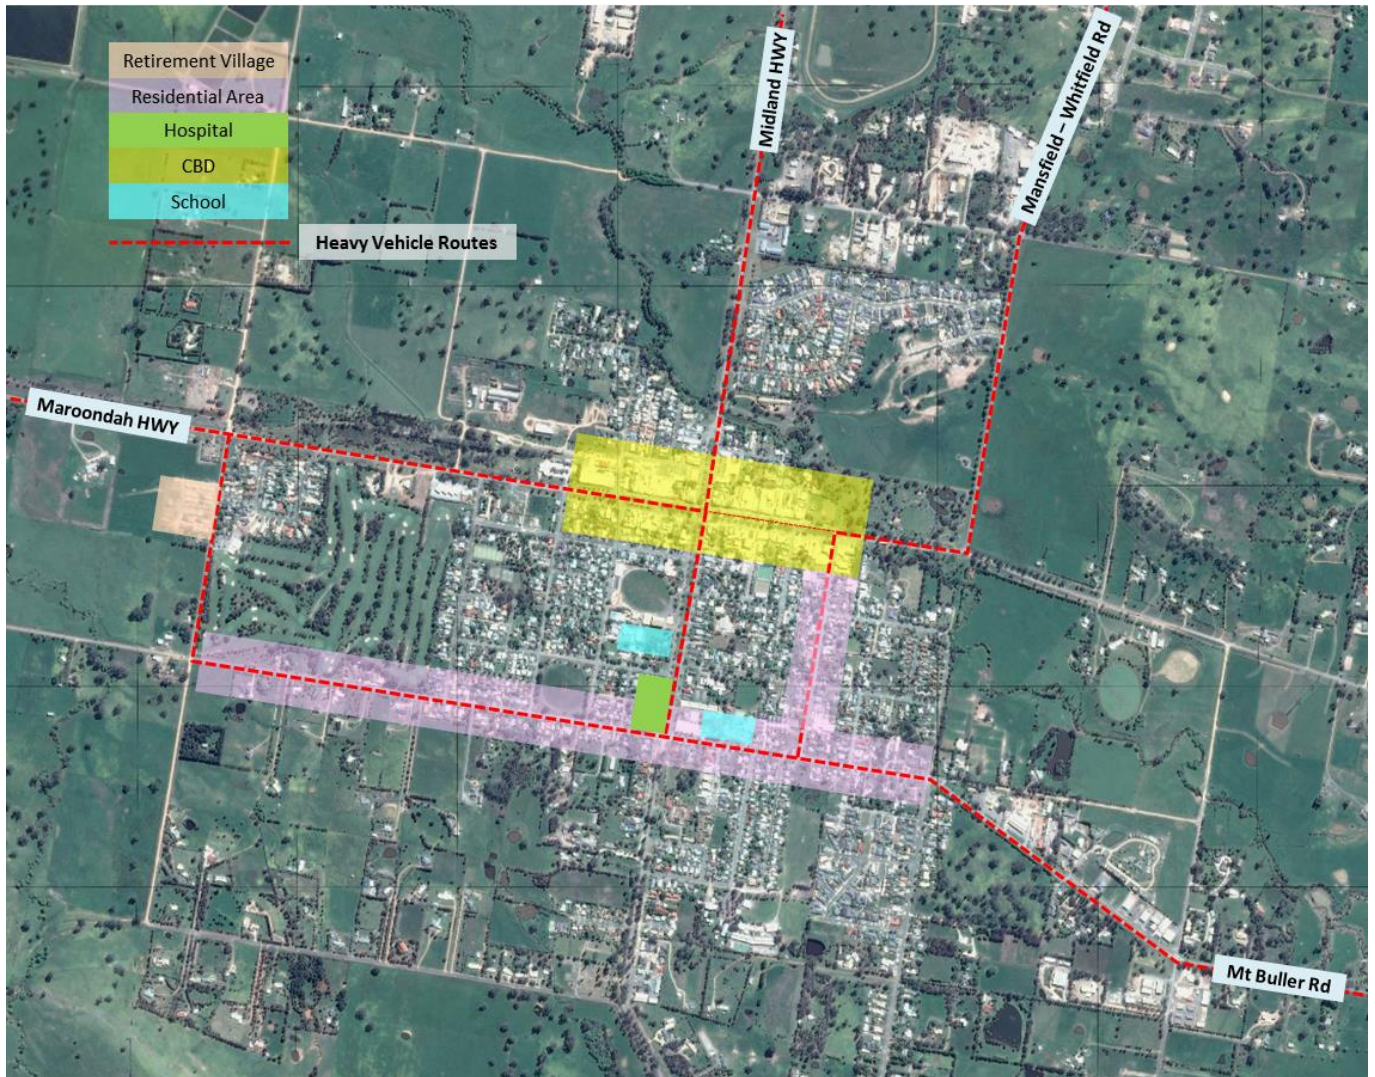 Retirement Village
Residential Area
Hospital
CBD
School
Heavy Vehicle Routes
Midland HWY
Mansfield – Whitfield Rd
Maroondah HWY
Mt Buller Rd